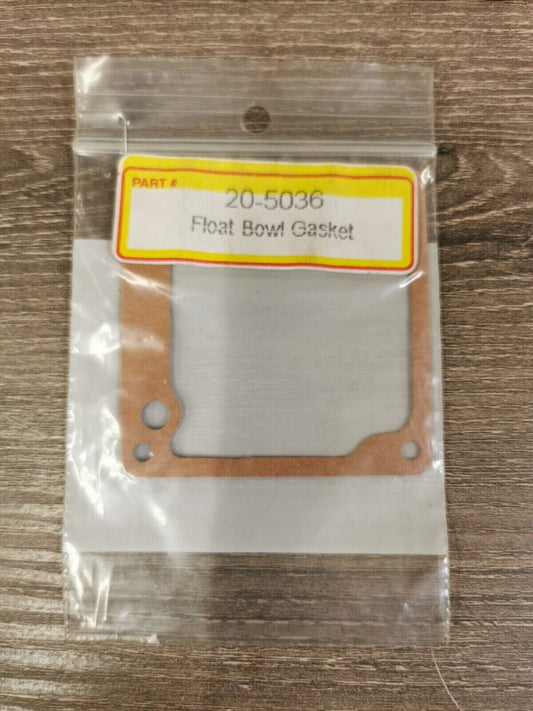 PART #
20-5036
Float Bowl Gasket